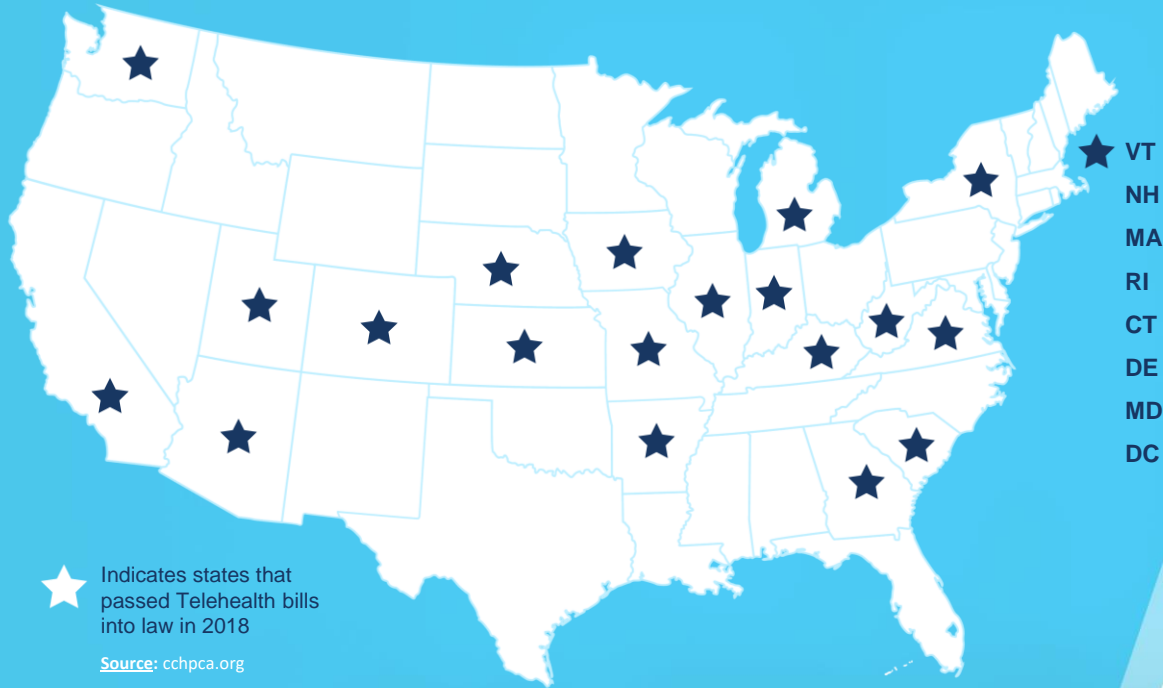 VT
NH
MA
RI
CT
DE
MD
DC
Indicates states that
passed Telehealth bills
into law in 2018
Source: cchpca.org